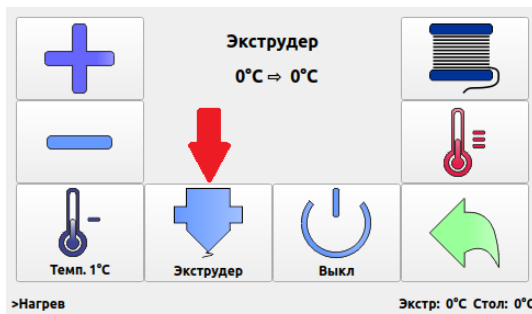 Экструдер
0°C ⇨ 0°C
Темп. 1°C
Экструдер
Выкл
>Нагрев
Экстр: 0°C Стол: 0°C